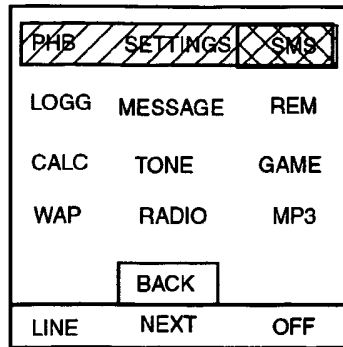 PHB SETTINGS SMS
LOGG MESSAGE REM
CALC TONE GAME
WAP RADIO MP3
BACK
LINE NEXT OFF